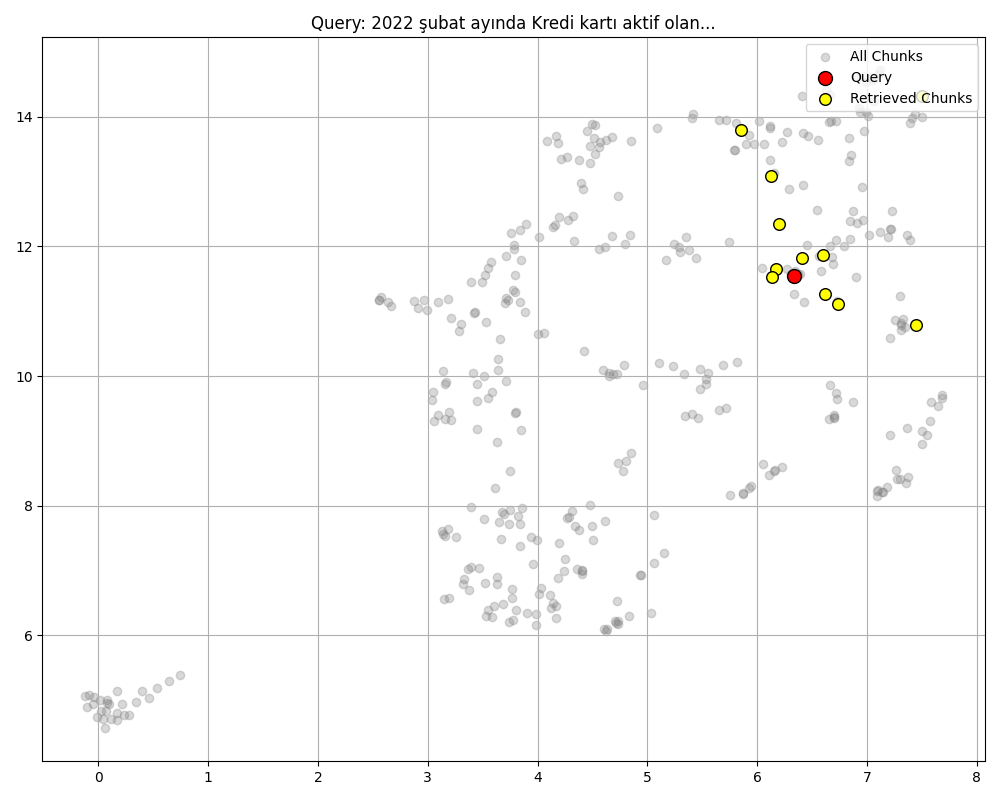 Query: 2022 şubat ayında Kredi kartı aktif olan...
All Chunks
Query
Retrieved Chunks
14
12
10
8
6
0 1 2 3 4 5 6 7 8